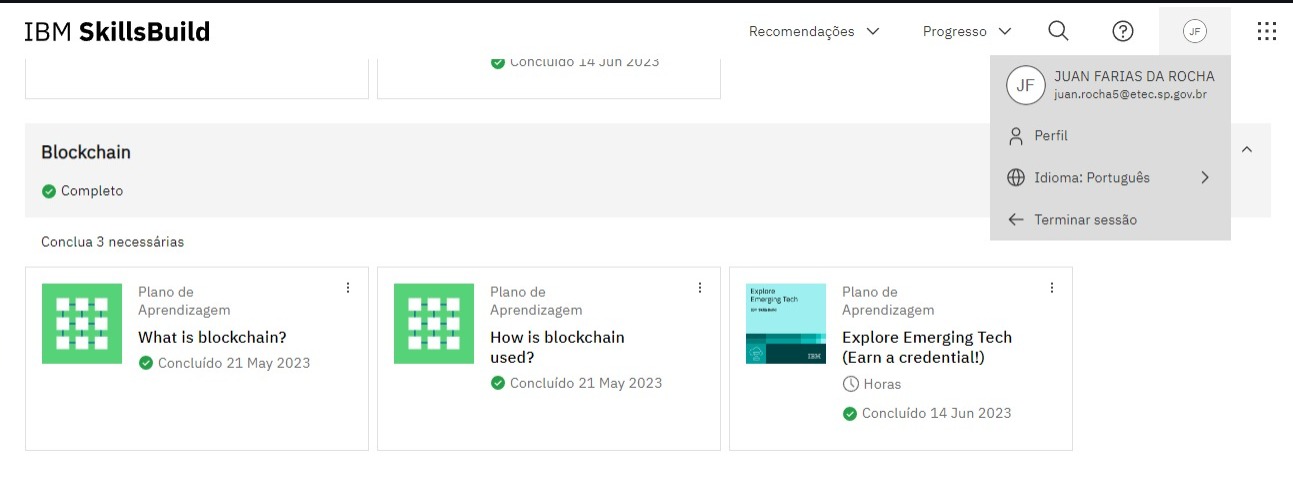 IBM SkillsBuild
Recomendações
Progresso
JF
Concluído 14 Jun 2023
JF
JUAN FARIAS DA ROCHA
juan.rocha5@etec.sp.gov.br
Perfil
Idioma: Português
Terminar sessão
Blockchain
Completo
Conclua 3 necessárias
Plano de
Aprendizagem
What is blockchain?
Concluído 21 May 2023
Plano de
Aprendizagem
How is blockchain
used?
Concluído 21 May 2023
Explore
Emerging Tech
IBM
Plano de
Aprendizagem
Explore Emerging Tech
(Earn a credential!)
Horas
Concluído 14 Jun 2023